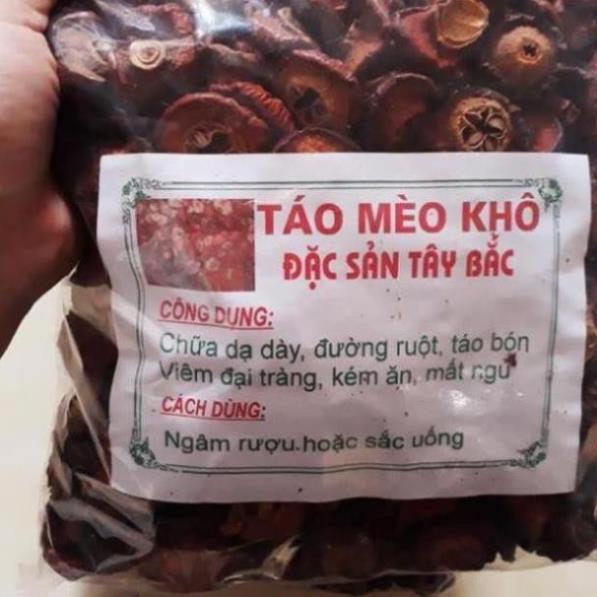 TÁO MÈO KHÔ
ĐẶC SẢN TÂY BẮC
CÔNG DỤNG:
Chữa dạ dày, đường ruột, táo bón
Viêm đại tràng, kém ăn, mất ngủ
CÁCH DÙNG:
Ngâm rượu.hoặc sắc uống